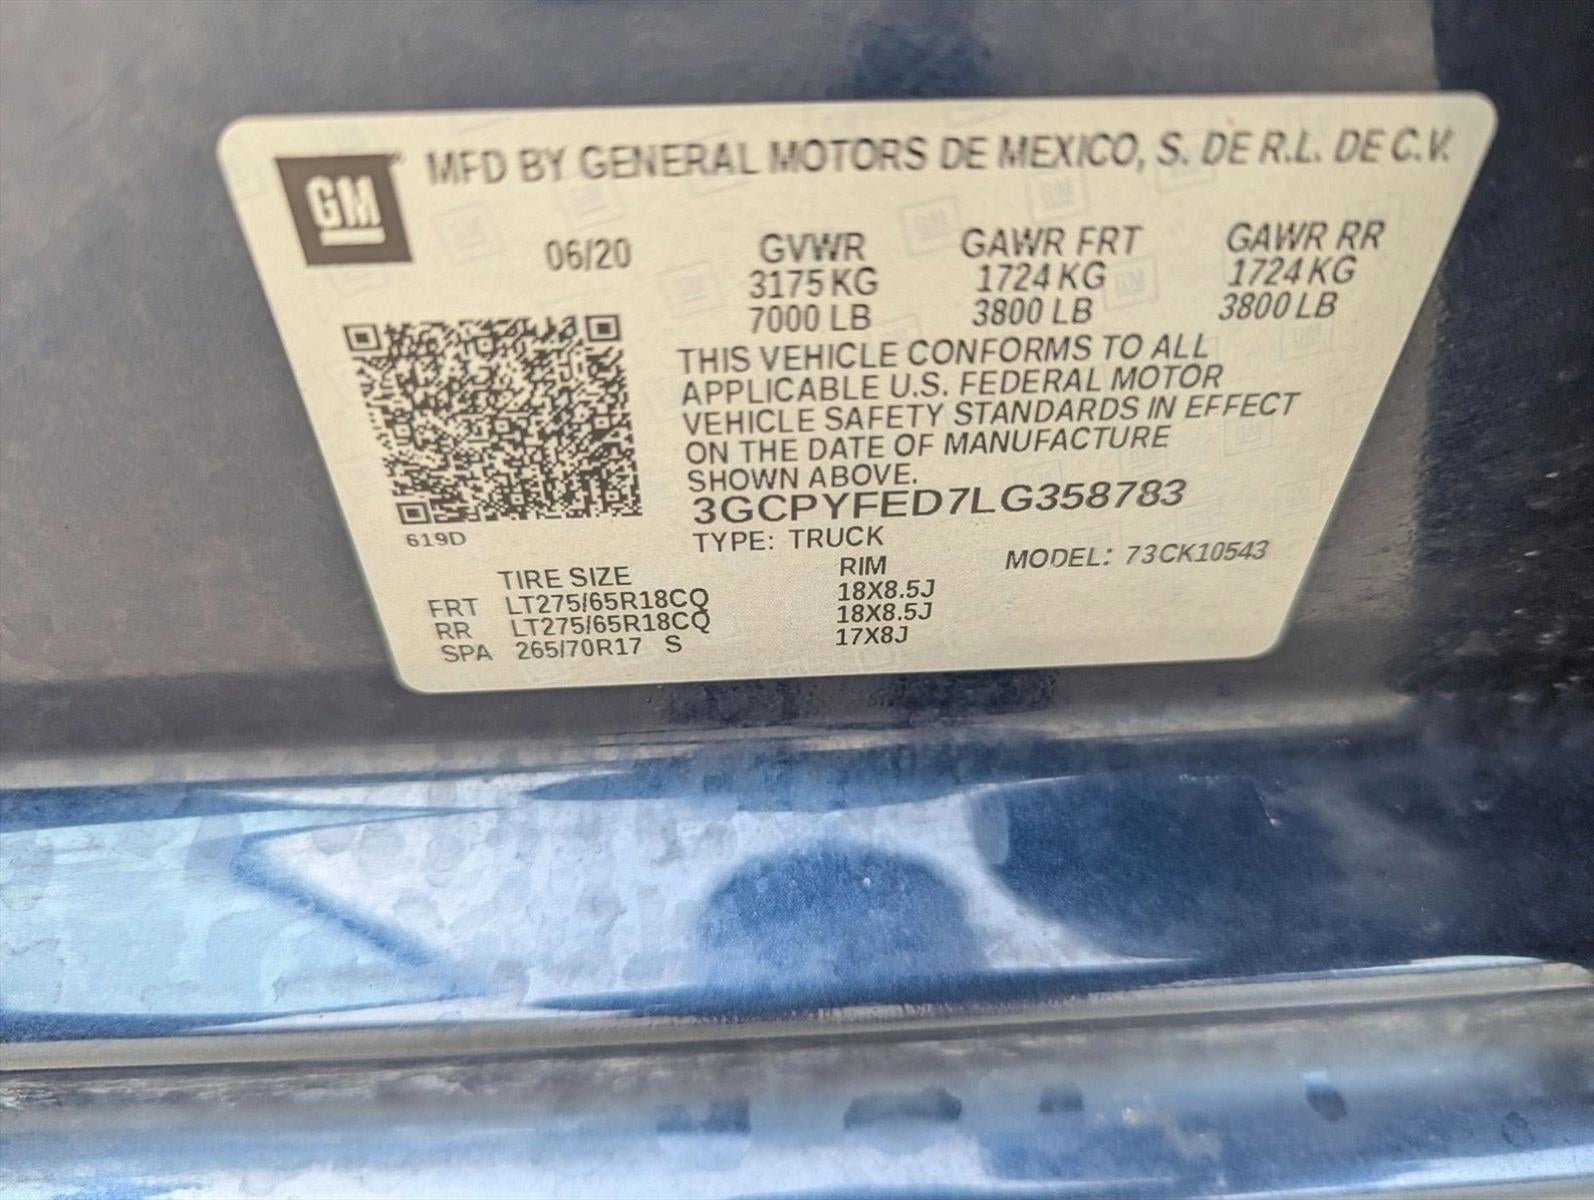 GM
MFD BY GENERAL MOTORS DE MEXICO, S. DE R.L. DE C.V.
06/20 GVWR GAWR FRT GAWR RR
3175 KG 1724 KG 1724 KG
7000 LB 3800 LB 3800 LB
THIS VEHICLE CONFORMS TO ALL
APPLICABLE U.S. FEDERAL MOTOR
VEHICLE SAFETY STANDARDS IN EFFECT
ON THE DATE OF MANUFACTURE
SHOWN ABOVE.
3GCPYFED7LG358783
619D
TYPE: TRUCK
MODEL: 73CK10543
TIRE SIZE RIM
FRT LT275/65R18CQ 18X8.5J
RR LT275/65R18CQ 18X8.5J
SPA 265/70R17 S 17X8J